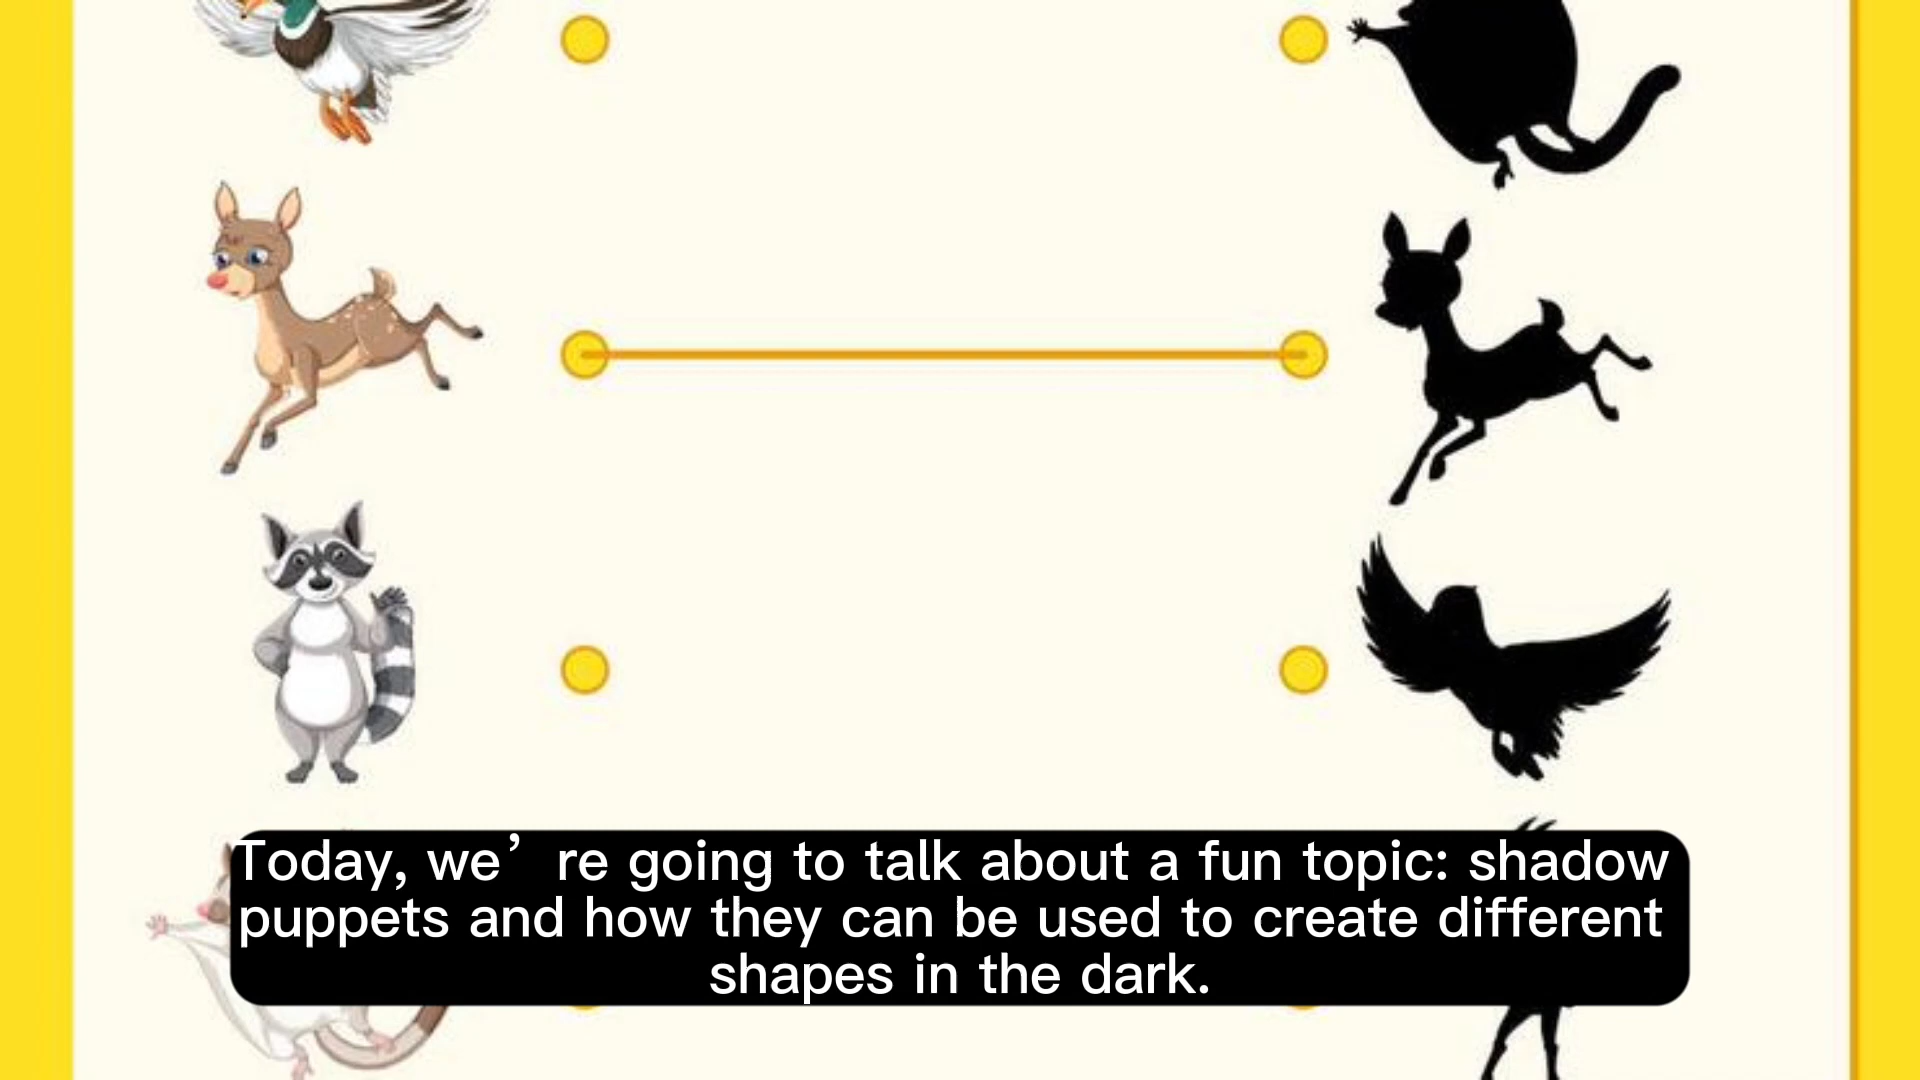 Today, we’re going to talk about a fun topic: shadow
puppets and how they can be used to create different
shapes in the dark.